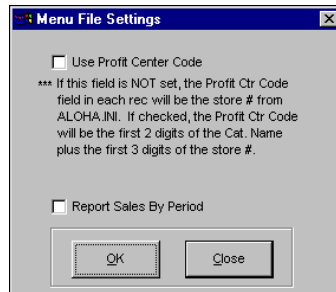 Menu File Settings
Use Profit Center Code
*** If this field is NOT set, the Profit Ctr Code
field in each rec will be the store # from
ALOHA.INI. If checked, the Profit Ctr Code
will be the first 2 digits of the Cat. Name
plus the first 3 digits of the store #.
Report Sales By Period
OK
Close